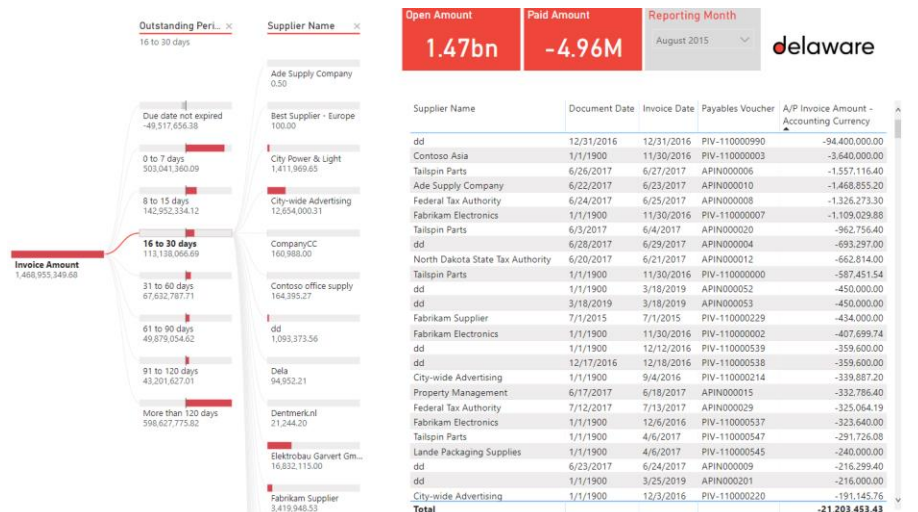 Outstanding Peri... ×
16 to 30 days
Supplier Name ×
Invoice Amount
1,468,955,349.68
Due date not expired
-49,517,656.38
0 to 7 days
503,041,360.09
8 to 15 days
142,952,334.12
16 to 30 days
113,138,066.69
31 to 60 days
67,632,787.71
61 to 90 days
49,879,054.62
91 to 120 days
43,201,627.01
More than 120 days
598,627,775.82
Ade Supply Company
0.50
Best Supplier - Europe
100.00
City Power & Light
1,411,969.65
City-wide Advertising
12,654,000.31
CompanyCC
160,988.00
Contoso office supply
164,395.27
dd
1,093,373.56
Dela
94,952.21
Dentmerk.nl
21,244.20
Elektrobau Garvert Gm...
16,832,115.00
Fabrikam Supplier
3,419,948.53
Open Amount
1.47bn
Paid Amount
-4.96M
Reporting Month
August 2015
delaware
Supplier Name Document Date Invoice Date Payables Voucher A/P Invoice Amount -
Accounting Currency
dd 12/31/2016 12/31/2016 PIV-110000990 -94,400,000.00
Contoso Asia 1/1/1900 11/30/2016 PIV-110000003 -3,640,000.00
Tailspin Parts 6/26/2017 6/27/2017 APIN000006 -1,557,116.40
Ade Supply Company 6/22/2017 6/23/2017 APIN000010 -1,468,855.20
Federal Tax Authority 6/24/2017 6/25/2017 APIN000008 -1,326,273.30
Fabrikam Electronics 1/1/1900 11/30/2016 PIV-110000007 -1,109,029.88
Tailspin Parts 6/3/2017 6/4/2017 APIN000020 -962,756.40
dd 6/28/2017 6/29/2017 APIN000004 -693,297.00
North Dakota State Tax Authority 6/20/2017 6/21/2017 APIN000012 -662,814.00
Tailspin Parts 1/1/1900 11/30/2016 PIV-110000000 -587,451.54
dd 1/1/1900 3/18/2019 APIN000052 -450,000.00
dd 3/18/2019 3/18/2019 APIN000053 -450,000.00
Fabrikam Supplier 7/1/2015 7/1/2015 PIV-110000229 -434,000.00
Fabrikam Electronics 1/1/1900 11/30/2016 PIV-110000002 -407,699.74
dd 1/1/1900 12/12/2016 PIV-110000539 -359,600.00
dd 12/17/2016 12/18/2016 PIV-110000538 -359,600.00
City-wide Advertising 1/1/1900 9/4/2016 PIV-110000214 -339,887.20
Property Management 6/17/2017 6/18/2017 APIN000015 -332,786.40
Federal Tax Authority 7/12/2017 7/13/2017 APIN000029 -325,064.19
Fabrikam Electronics 1/1/1900 12/6/2016 PIV-110000537 -323,640.00
Tailspin Parts 1/1/1900 4/6/2017 PIV-110000547 -291,726.08
Lande Packaging Supplies 1/1/1900 4/6/2017 PIV-110000545 -240,000.00
dd 6/23/2017 6/24/2017 APIN000009 -216,299.40
dd 1/1/1900 3/25/2019 APIN000201 -216,000.00
City-wide Advertising 1/1/1900 12/3/2016 PIV-110000220 -191,145.76
Total -21,203,453.43